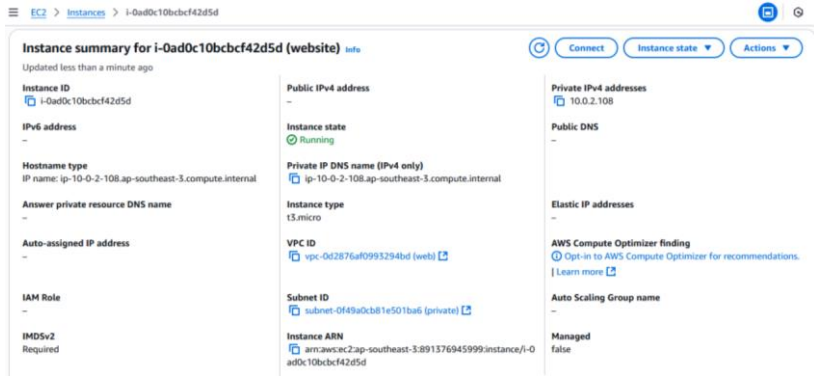 EC2 > Instances > i-0ad0c10bcbcf42d5d
Instance summary for i-0ad0c10bcbcf42d5d (website) Info
Connect
Instance state
Actions
Updated less than a minute ago
Instance ID
i-0ad0c10bcbcf42d5d
Public IPv4 address
–
Private IPv4 addresses
10.0.2.108
IPv6 address
–
Instance state
Running
Public DNS
–
Hostname type
IP name: ip-10-0-2-108.ap-southeast-3.compute.internal
Private IP DNS name (IPv4 only)
ip-10-0-2-108.ap-southeast-3.compute.internal
Answer private resource DNS name
–
Instance type
t3.micro
Elastic IP addresses
–
Auto-assigned IP address
–
VPC ID
vpc-0d2876af0993294bd (web)
AWS Compute Optimizer finding
Opt-in to AWS Compute Optimizer for recommendations.
| Learn more
IAM Role
–
Subnet ID
subnet-0f49a0cb81e501ba6 (private)
Auto Scaling Group name
–
IMDSv2
Required
Instance ARN
arn:aws:ec2:ap-southeast-3:891376945999:instance/i-0
ad0c10bcbcf42d5d
Managed
false